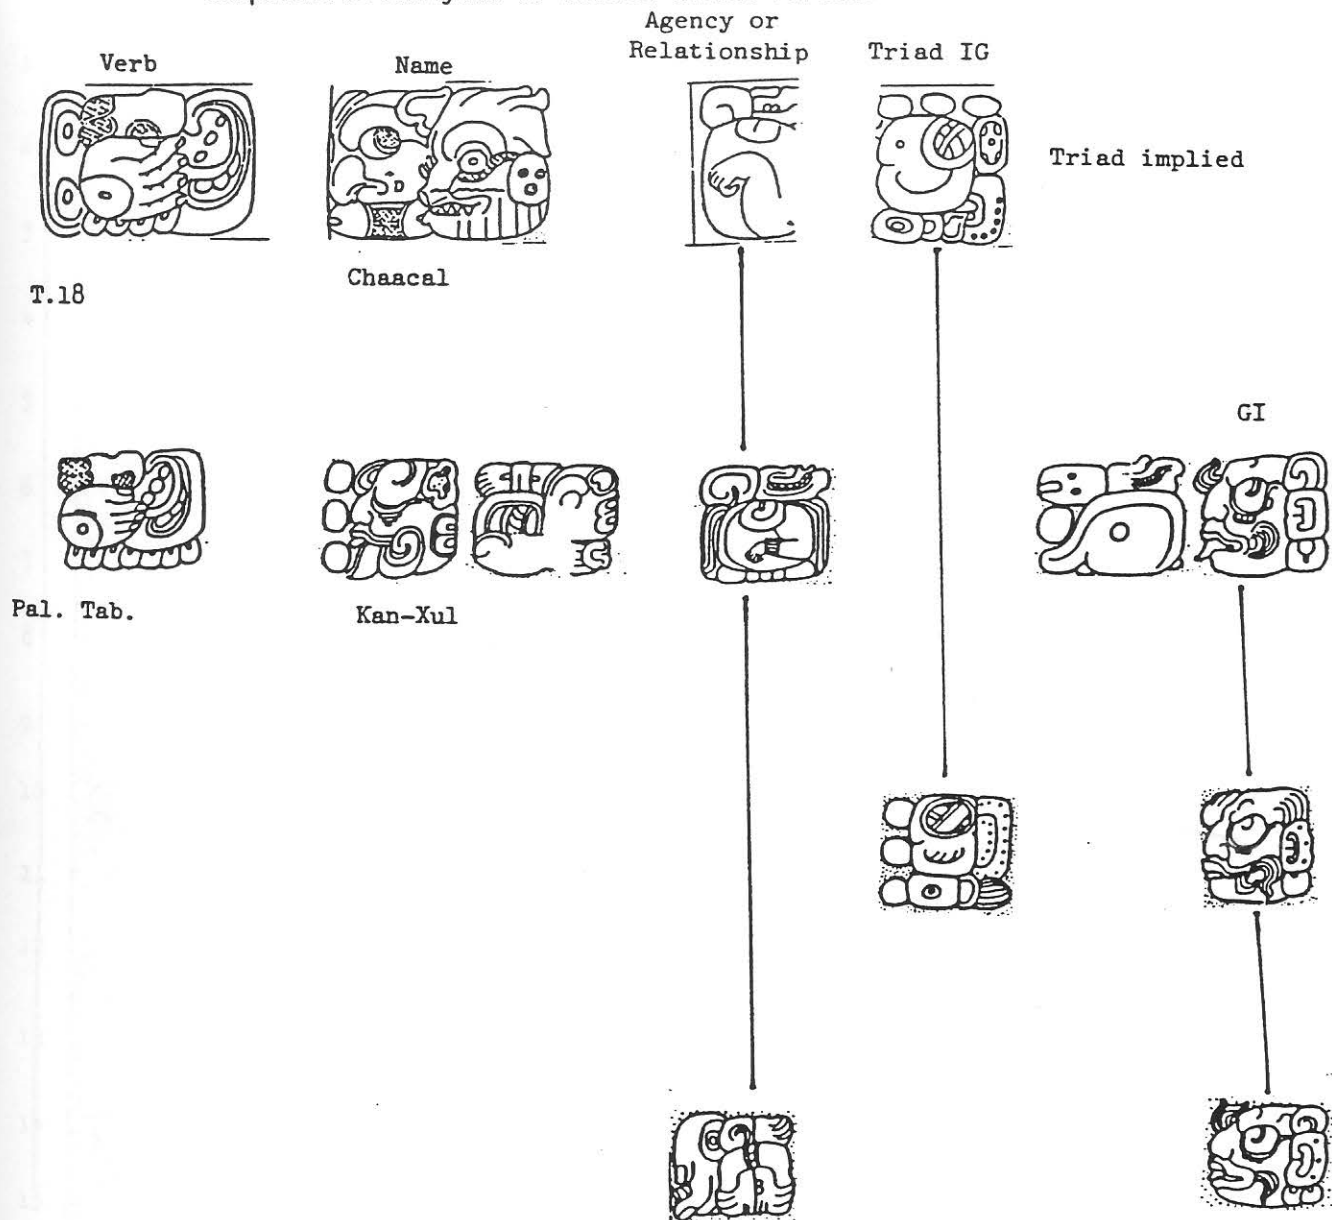 Agency or
Relationship
Verb
Name
Triad IG
Triad implied
T.18
Chaacal
GI
Pal. Tab.
Kan-Xul